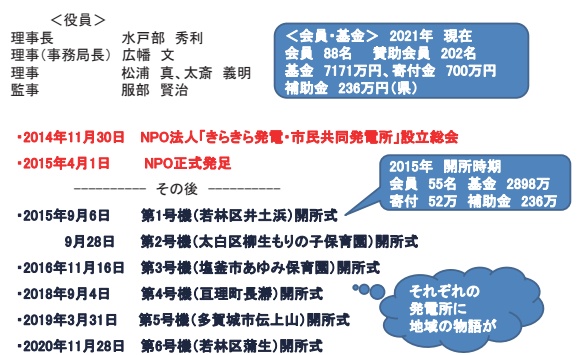 ＜役員＞
理事長 水戸部 秀利
理事(事務局長) 広幡 文
理事 松浦 真、太斎 義明
監事 服部 賢治
＜会員・基金＞ 2021年 現在
会員 88名 賛助会員 202名
基金 7171万円、寄付金 700万円
補助金 236万円(県)
・2014年11月30日 NPO法人「きらきら発電・市民共同発電所」設立総会
・2015年4月1日 NPO正式発足
---------- その後 ----------
2015年 開所時期
会員 55名 基金 2898万
寄付 52万 補助金 236万
・2015年9月6日 第1号機(若林区井土浜)開所式
9月28日 第2号機(太白区柳生もりの子保育園)開所式
・2016年11月16日 第3号機(塩釜市あゆみ保育園)開所式
・2018年9月4日 第4号機(亘理町長瀞)開所式
・2019年3月31日 第5号機(多賀城市伝上山)開所式
・2020年11月28日 第6号機(若林区蒲生)開所式
それぞれの
発電所に
地域の物語が